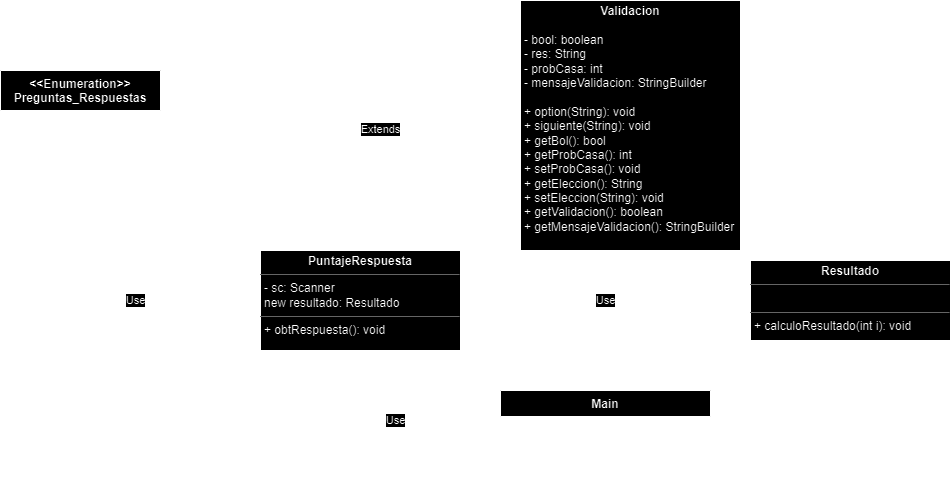 Validacion
- bool: boolean
- res: String
- probCasa: int
- mensajeValidacion: StringBuilder
+ option(String): void
+ siguiente(String): void
+ getBol(): bool
+ getProbCasa(): int
+ setProbCasa(): void
+ getEleccion(): String
+ setEleccion(String): void
+ getValidacion(): boolean
+ getMensajeValidacion(): StringBuilder
<<Enumeration>>
Preguntas_Respuestas
Extends
PuntajeRespuesta
- sc: Scanner
new resultado: Resultado
+ obtRespuesta(): void
Resultado
+ calculoResultado(int i): void
Use
Use
Main
Use